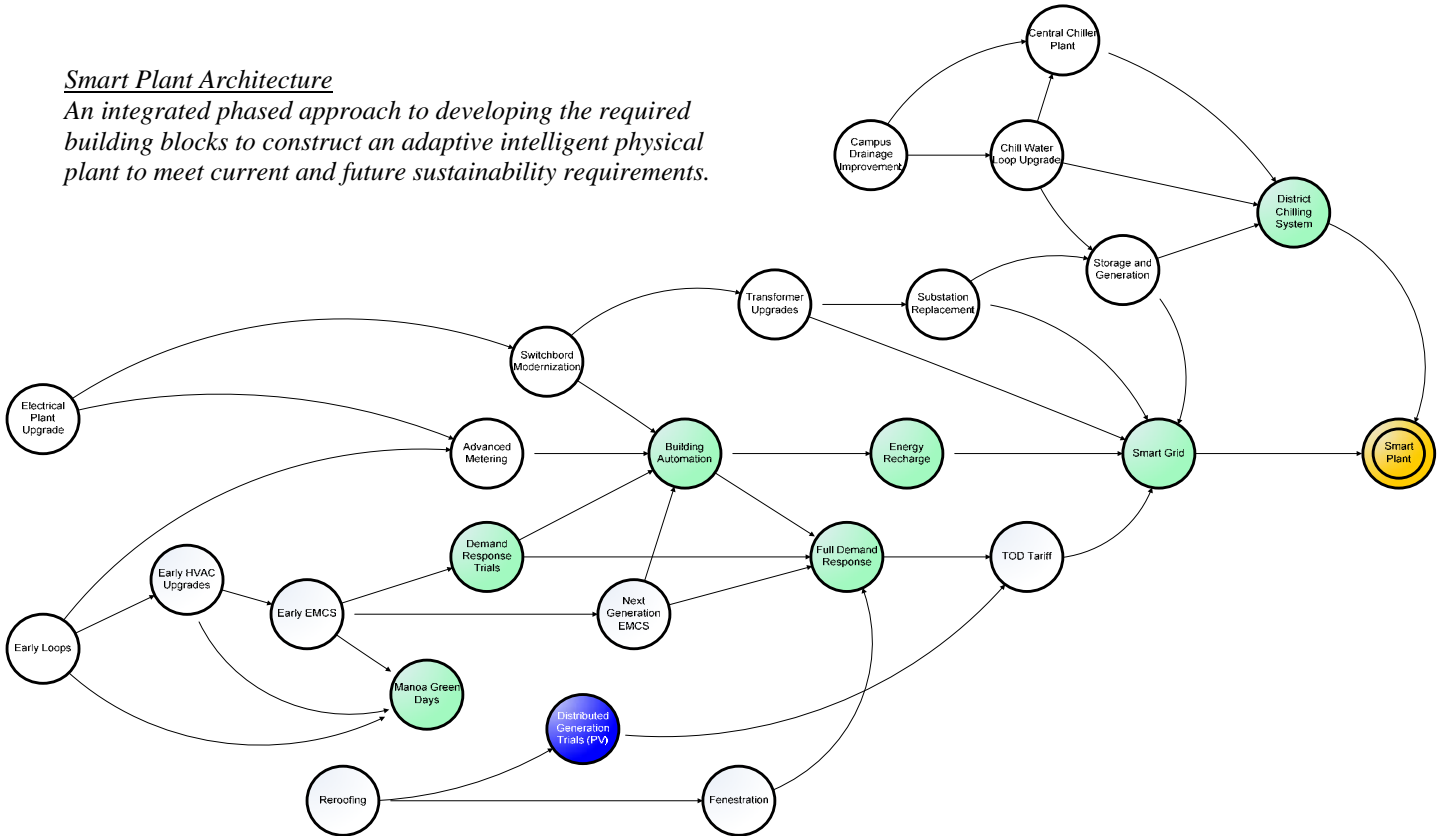 Smart Plant Architecture
An integrated phased approach to developing the required
building blocks to construct an adaptive intelligent physical
plant to meet current and future sustainability requirements.
Central Chiller
Plant
Campus
Drainage
Improvement
Chill Water
Loop Upgrade
District
Chilling
System
Storage and
Generation
Transformer
Upgrades
Substation
Replacement
Switchbord
Modernization
Electrical
Plant
Upgrade
Advanced
Metering
Building
Automation
Energy
Recharge
Smart Grid
Smart
Plant
Demand
Response
Trials
Full Demand
Response
TOD Tariff
Early HVAC
Upgrades
Early EMCS
Next
Generation
EMCS
Early Loops
Manoa Green
Days
Distributed
Generation
Trials (PV)
Reroofing
Fenestration